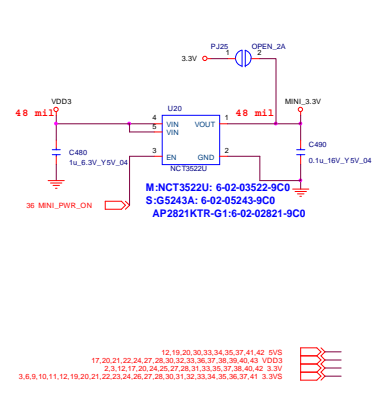 PJ25 OPEN_2A
3.3V 1 2
VDD3 U20 MINI_3.3V
48 mil 48 mil
4 VIN VOUT 1
5 VIN
C480 C490
1u_6.3V_Y5V_04 3 EN GND 2 0.1u_16V_Y5V_04
NCT3522U
M:NCT3522U: 6-02-03522-9C0
S:G5243A: 6-02-05243-9C0
AP2821KTR-G1:6-02-02821-9C0
36 MINI_PWR_ON
12,19,20,30,33,34,35,37,41,42 5VS
17,20,21,22,24,27,28,30,32,33,36,37,38,39,40,43 VDD3
2,3,12,17,20,24,25,27,28,31,33,35,37,38,40,42 3.3V
3,6,9,10,11,12,19,20,21,22,23,24,26,27,28,30,31,32,33,34,35,36,37,41 3.3VS